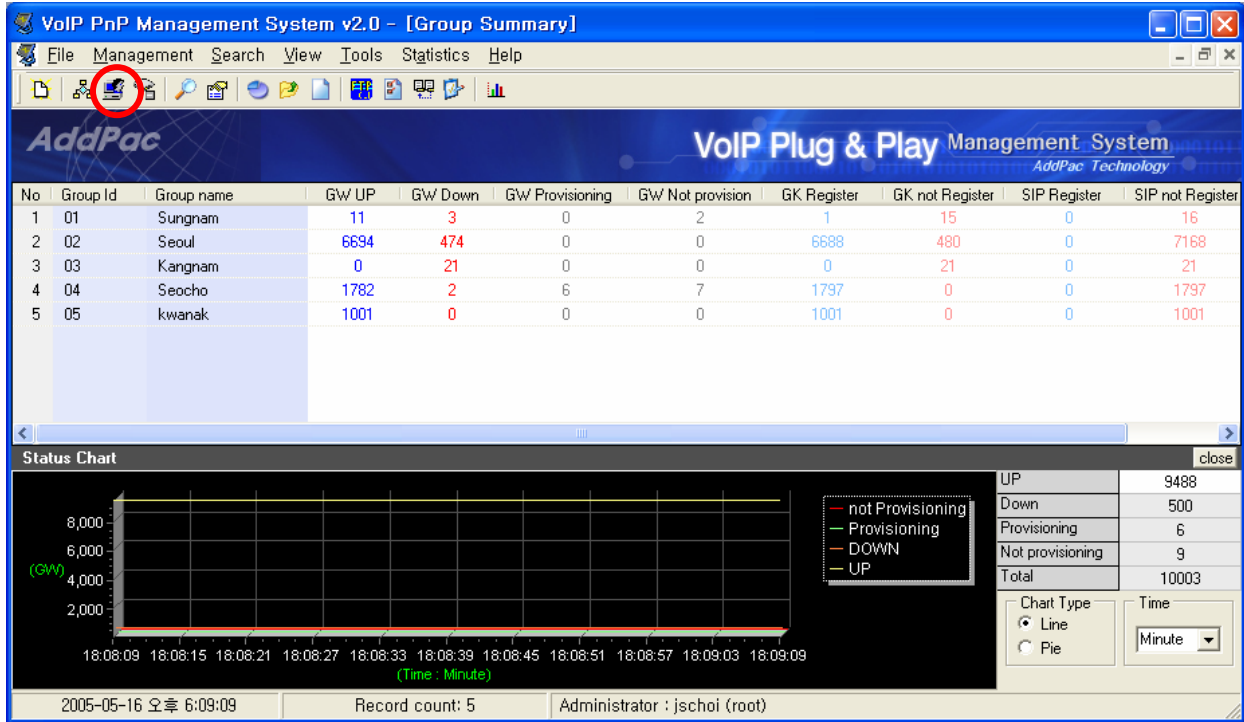 VoIP PnP Management System v2.0 - [Group Summary]
File Management Search View Tools Statistics Help
AddPac
VoIP Plug & Play Management System
AddPac Technology
No Group Id Group name GW UP GW Down GW Provisioning GW Not provision GK Register GK not Register SIP Register SIP not Register
1 01 Sungnam 11 3 0 2 1 15 0 16
2 02 Seoul 6694 474 0 0 6688 480 0 7168
3 03 Kangnam 0 21 0 0 0 21 0 21
4 04 Seocho 1782 2 6 7 1797 0 0 1797
5 05 kwanak 1001 0 0 0 1001 0 0 1001
Status Chart close
8,000
6,000
(GW)
4,000
2,000
18:08:09 18:08:15 18:08:21 18:08:27 18:08:33 18:08:39 18:08:45 18:08:51 18:08:57 18:09:03 18:09:09
(Time : Minute)
not Provisioning
Provisioning
DOWN
UP
UP 9488
Down 500
Provisioning 6
Not provisioning 9
Total 10003
Chart Type
Line
Pie
Time
Minute
2005-05-16 오후 6:09:09 Record count: 5 Administrator : jschoi (root)